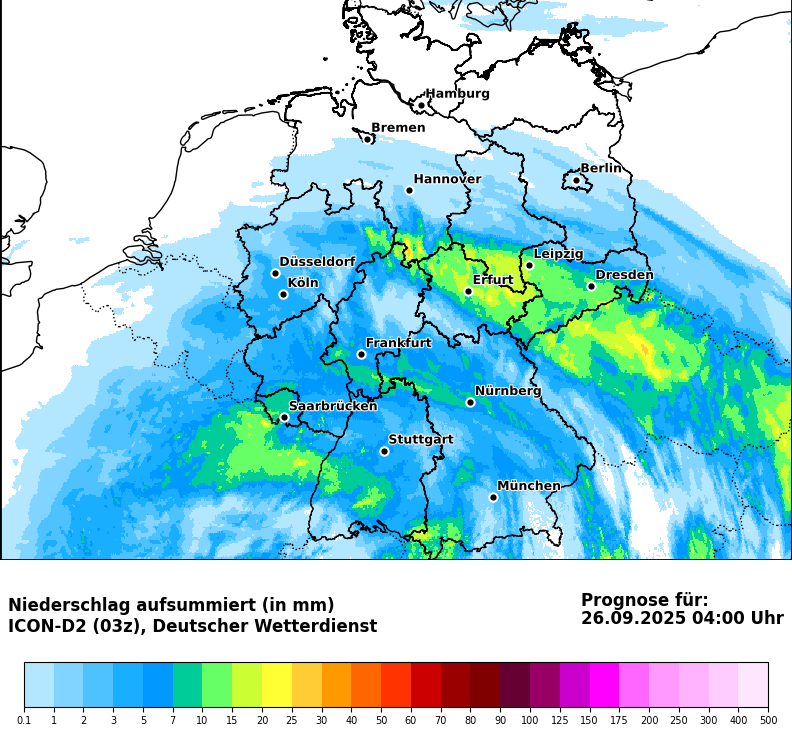 Hamburg
Bremen
Berlin
Hannover
Leipzig
Düsseldorf
Dresden
Köln
Erfurt
Frankfurt
Nürnberg
Saarbrücken
Stuttgart
München
Niederschlag aufsummiert (in mm)
ICON-D2 (03z), Deutscher Wetterdienst
Prognose für:
26.09.2025 04:00 Uhr
0.1 1 2 3 5 7 10 15 20 25 30 40 50 60 70 80 90 100 125 150 175 200 250 300 400 500